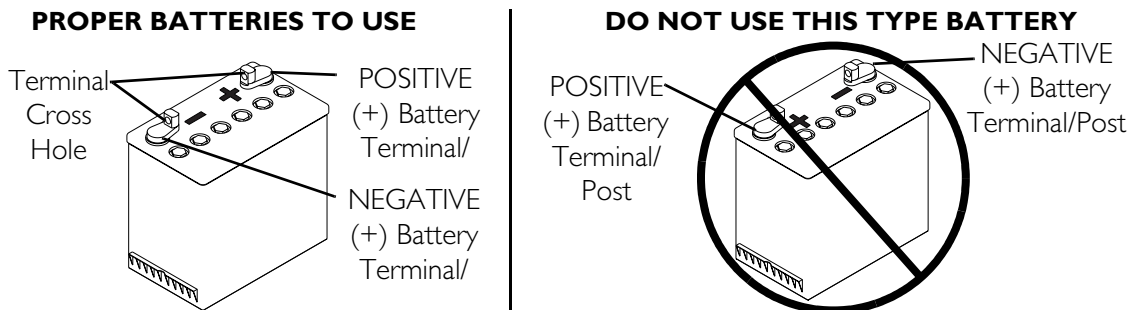 PROPER BATTERIES TO USE
Terminal
Cross
Hole
POSITIVE
(+) Battery
Terminal/
NEGATIVE
(+) Battery
Terminal/
DO NOT USE THIS TYPE BATTERY
POSITIVE
(+) Battery
Terminal/
Post
NEGATIVE
(+) Battery
Terminal/Post